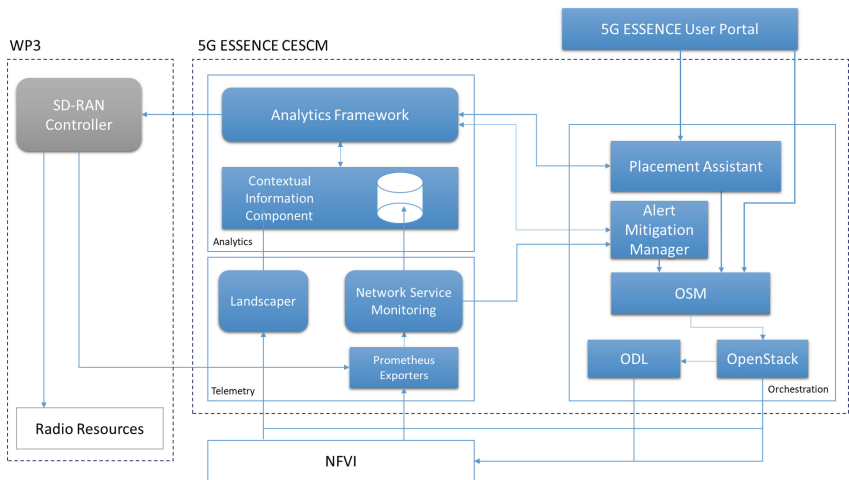 WP3
5G ESSENCE CESCM
5G ESSENCE User Portal
SD-RAN
Controller
Analytics Framework
Placement Assistant
Contextual
Information
Component
Alert
Mitigation
Manager
Analytics
Landscaper
Network Service
Monitoring
OSM
Prometheus
Exporters
ODL
OpenStack
Telemetry
Orchestration
Radio Resources
NFVI